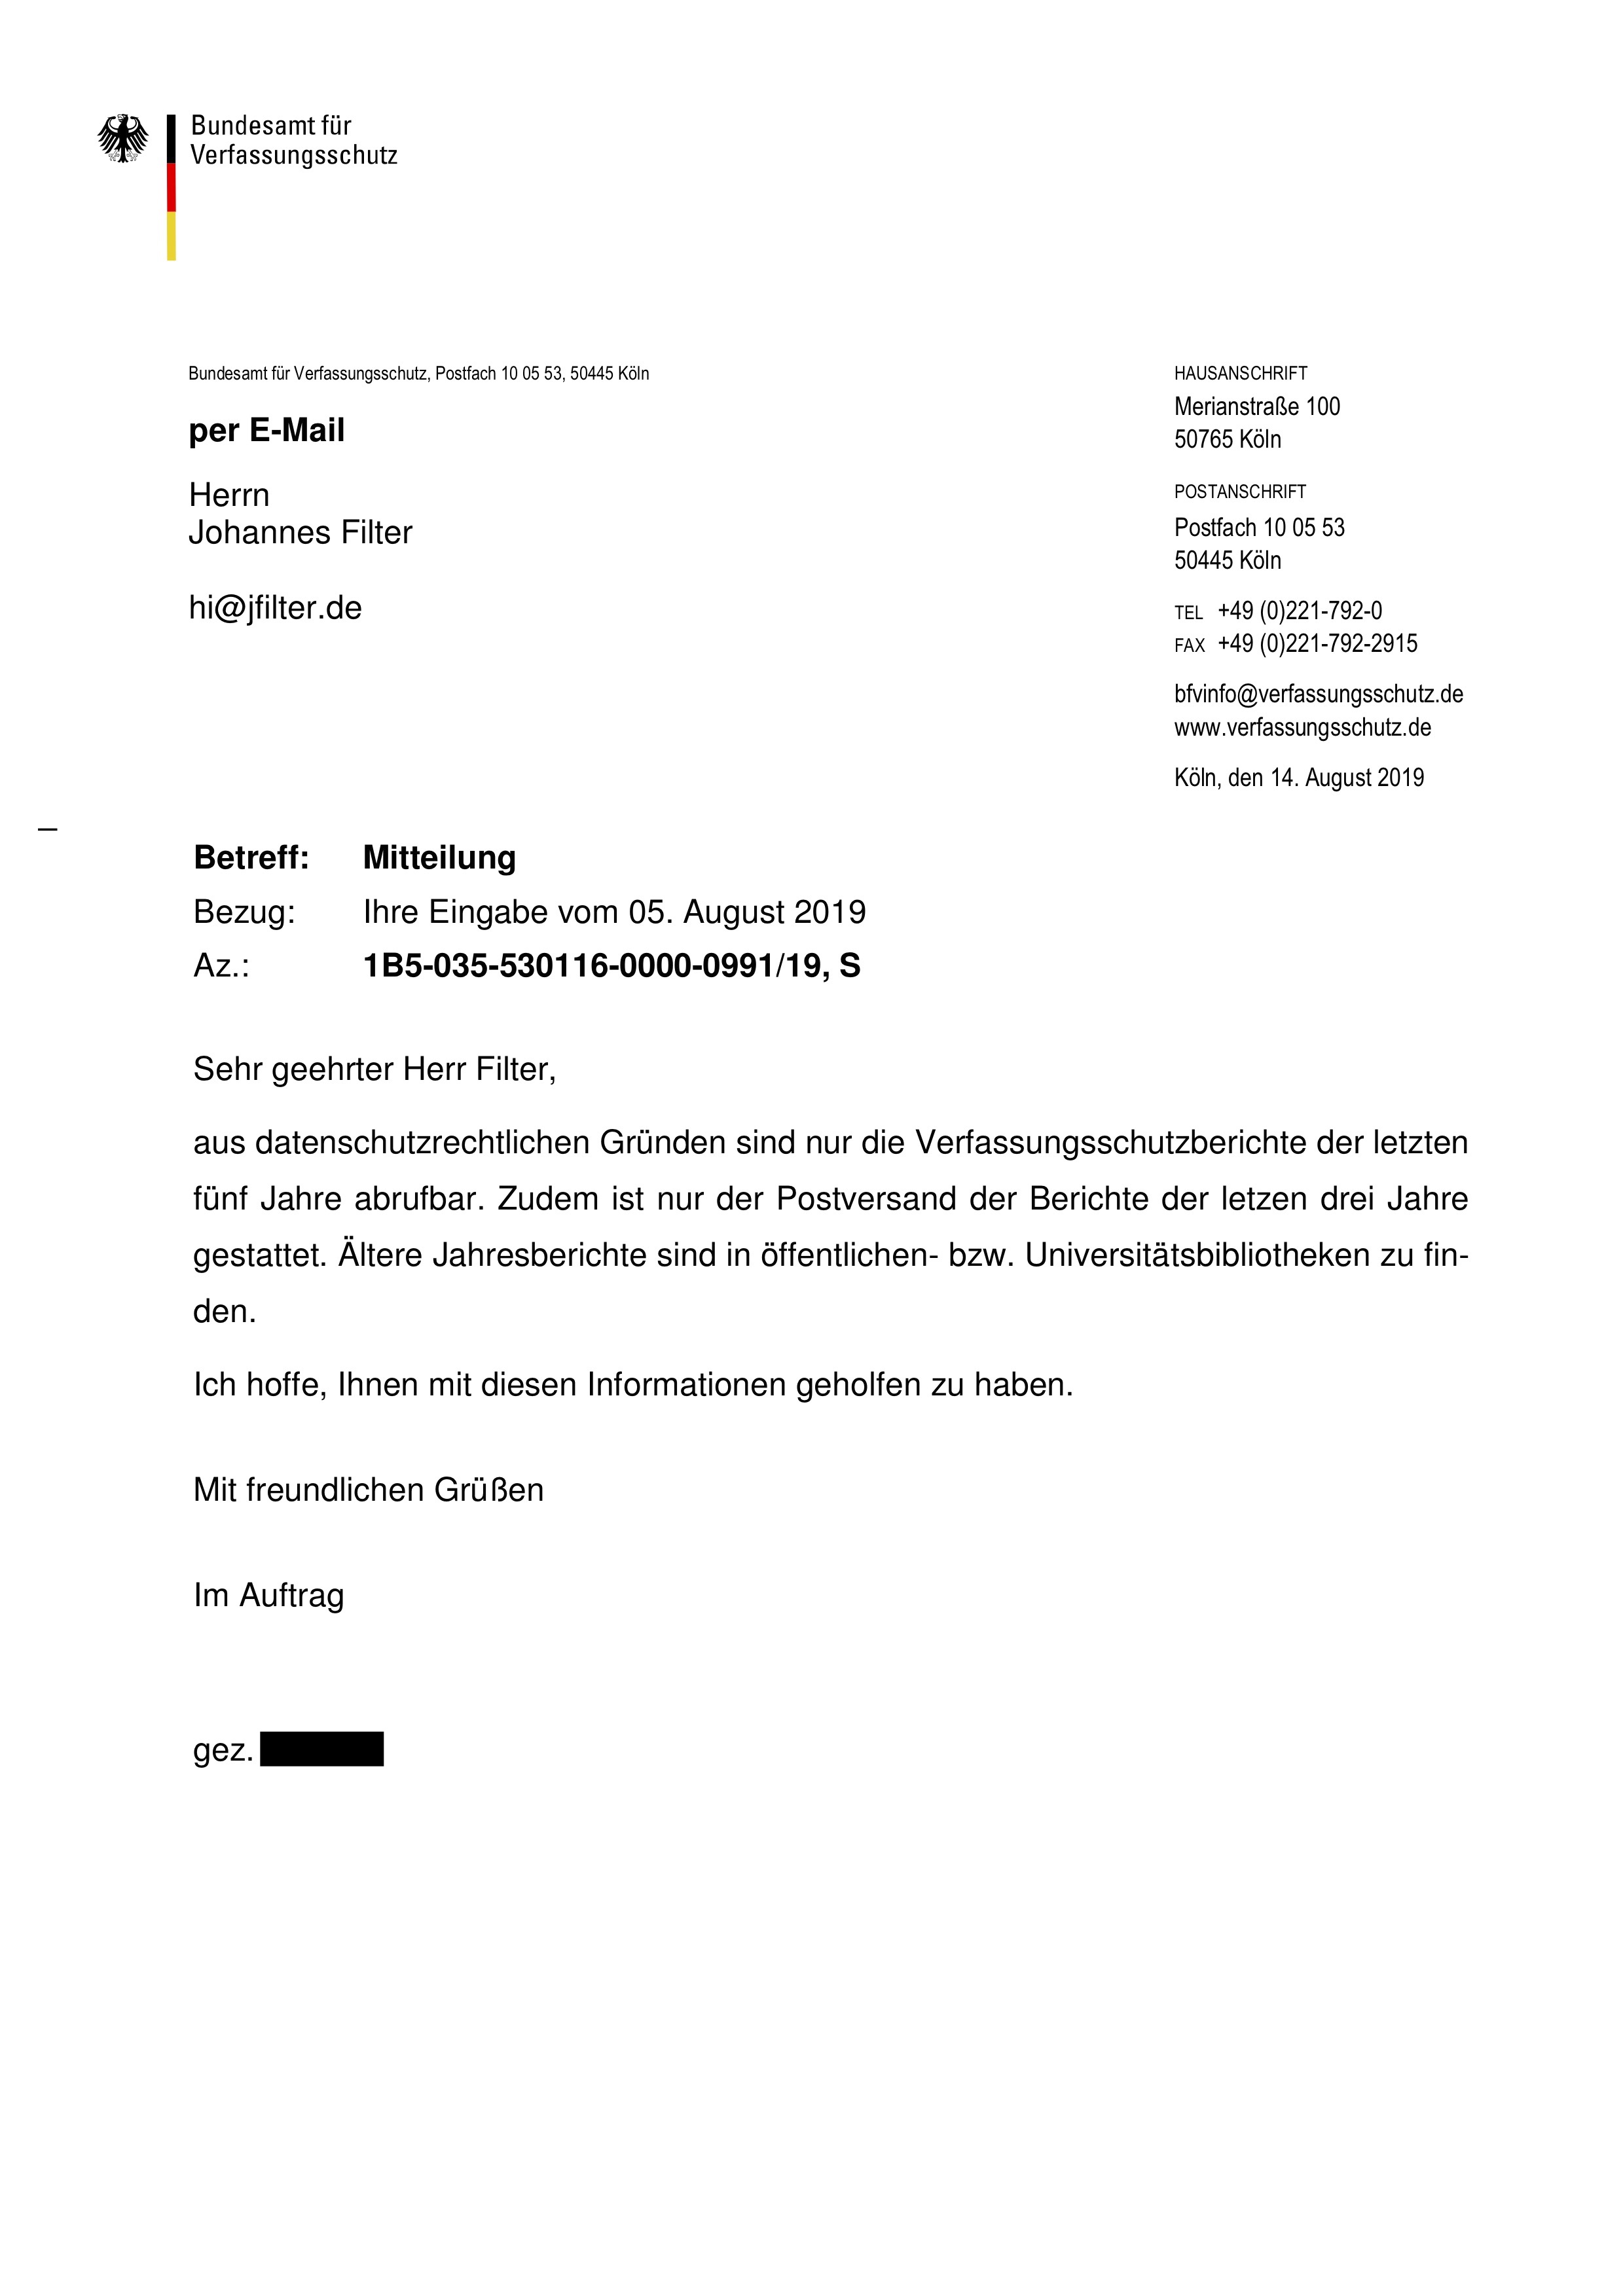 Bundesamt für
Verfassungsschutz
Bundesamt für Verfassungsschutz, Postfach 10 05 53, 50445 Köln
per E-Mail
Herrn
Johannes Filter
hi@jfilter.de
HAUSANSCHRIFT
Merianstraße 100
50765 Köln
POSTANSCHRIFT
Postfach 10 05 53
50445 Köln
TEL +49 (0)221-792-0
FAX +49 (0)221-792-2915
bfvinfo@verfassungsschutz.de
www.verfassungsschutz.de
Köln, den 14. August 2019
Betreff: Mitteilung
Bezug: Ihre Eingabe vom 05. August 2019
Az.: 1B5-035-530116-0000-0991/19, S
Sehr geehrter Herr Filter,
aus datenschutzrechtlichen Gründen sind nur die Verfassungsschutzberichte der letzten
fünf Jahre abrufbar. Zudem ist nur der Postversand der Berichte der letzen drei Jahre
gestattet. Ältere Jahresberichte sind in öffentlichen- bzw. Universitätsbibliotheken zu fin-
den.
Ich hoffe, Ihnen mit diesen Informationen geholfen zu haben.
Mit freundlichen Grüßen
Im Auftrag
gez.